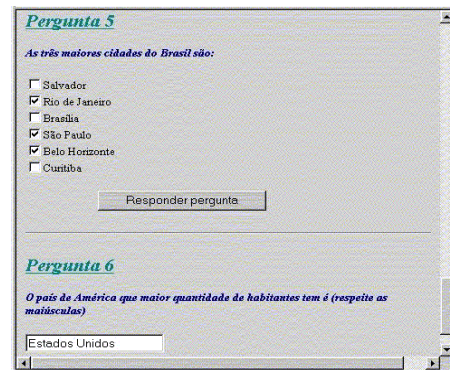 Pergunta 5
As três maiores cidades do Brasil são:
Salvador
Rio de Janeiro
Brasília
São Paulo
Belo Horizonte
Curitiba
Responder pergunta
Pergunta 6
O país de América que maior quantidade de habitantes tem é (respeite as
maiúsculas)
Estados Unidos